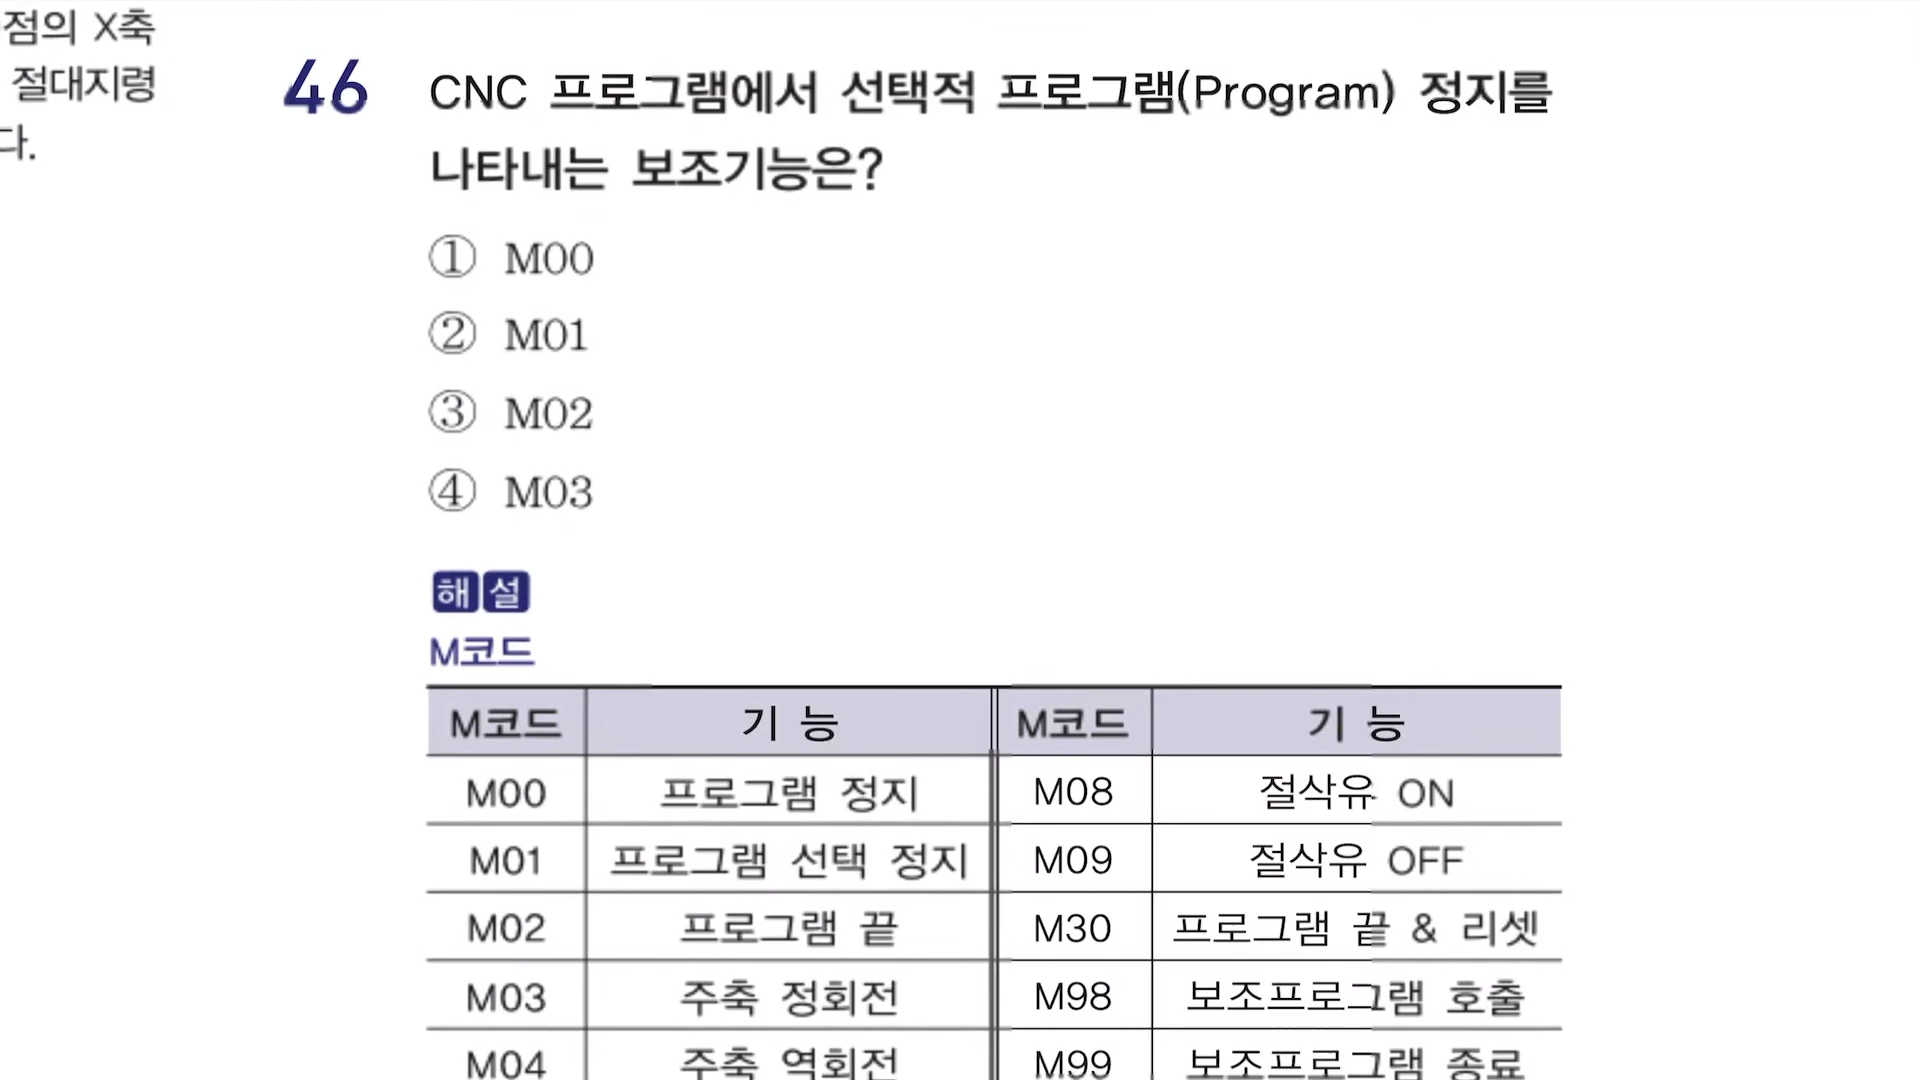 점의 X축
절대지령
다.
46 CNC 프로그램에서 선택적 프로그램(Program) 정지를
나타내는 보조기능은?
① M00
② M01
③ M02
④ M03
해설
M코드
M코드 기 능 M코드 기 능
M00 프로그램 정지 M08 절삭유 ON
M01 프로그램 선택 정지 M09 절삭유 OFF
M02 프로그램 끝 M30 프로그램 끝 & 리셋
M03 주축 정회전 M98 보조프로그램 호출
M04 주축 역회전 M99 보조프로그램 종료